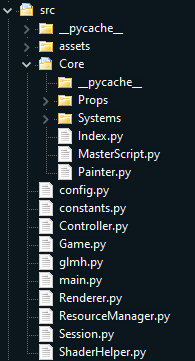 src
__pycache__
assets
Core
__pycache__
Props
Systems
Index.py
MasterScript.py
Painter.py
config.py
constants.py
Controller.py
Game.py
glmh.py
main.py
Renderer.py
ResourceManager.py
Session.py
ShaderHelper.py